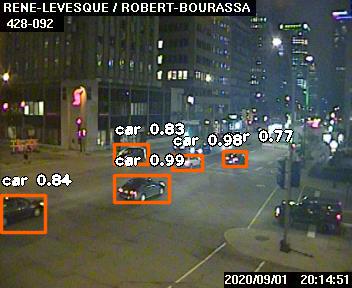 RENE-LEVESQUE / ROBERT-BOURASSA
428-092
car 0.83
car 0.98
r 0.77
car 0.99
car 0.84
2020/09/01 20:14:51